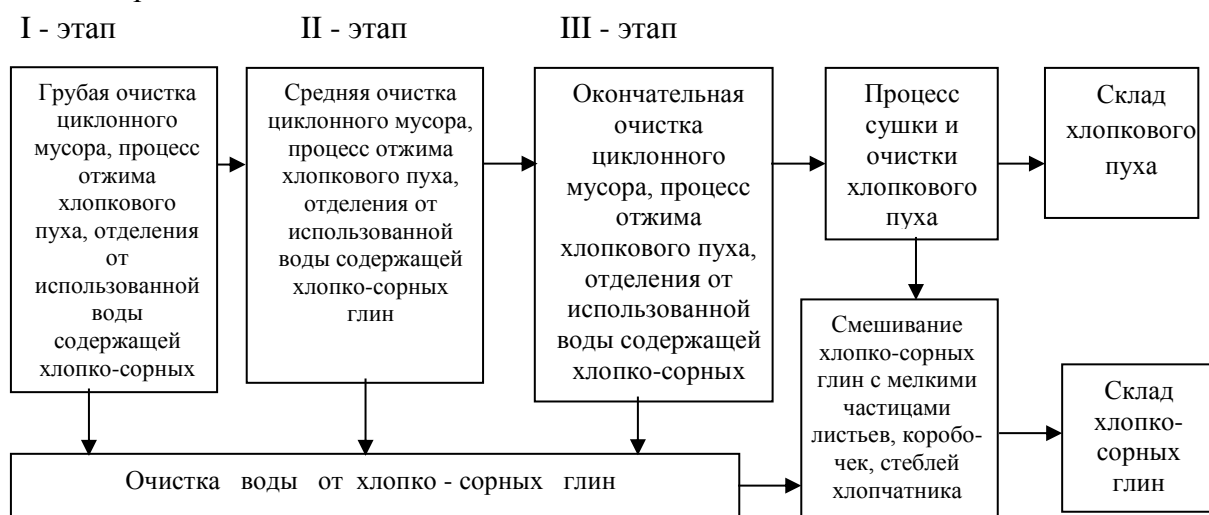 I - этап
II - этап
III - этап
Грубая очистка
циклонного
мусора, процесс
отжима
хлопкового
пуха, отделения
от
использованной
воды
содержащей
хлопко-сорных
Средняя очистка
циклонного мусора,
процесс отжима
хлопкового пуха,
отделения от
использованной
воды содержащей
хлопко-сорных
глин
Окончательная
очистка
циклонного
мусора, процесс
отжима
хлопкового пуха,
отделения от
использованной
воды содержащей
хлопко-сорных
Процесс
сушки и
очистки
хлопкового
пуха
Склад
хлопкового
пуха
Очистка воды от хлопко - сорных глин
Смешивание
хлопко-сорных
глин с мелкими
частицами
листьев, коробо-
чек, стеблей
хлопчатника
Склад
хлопко-
сорных
глин